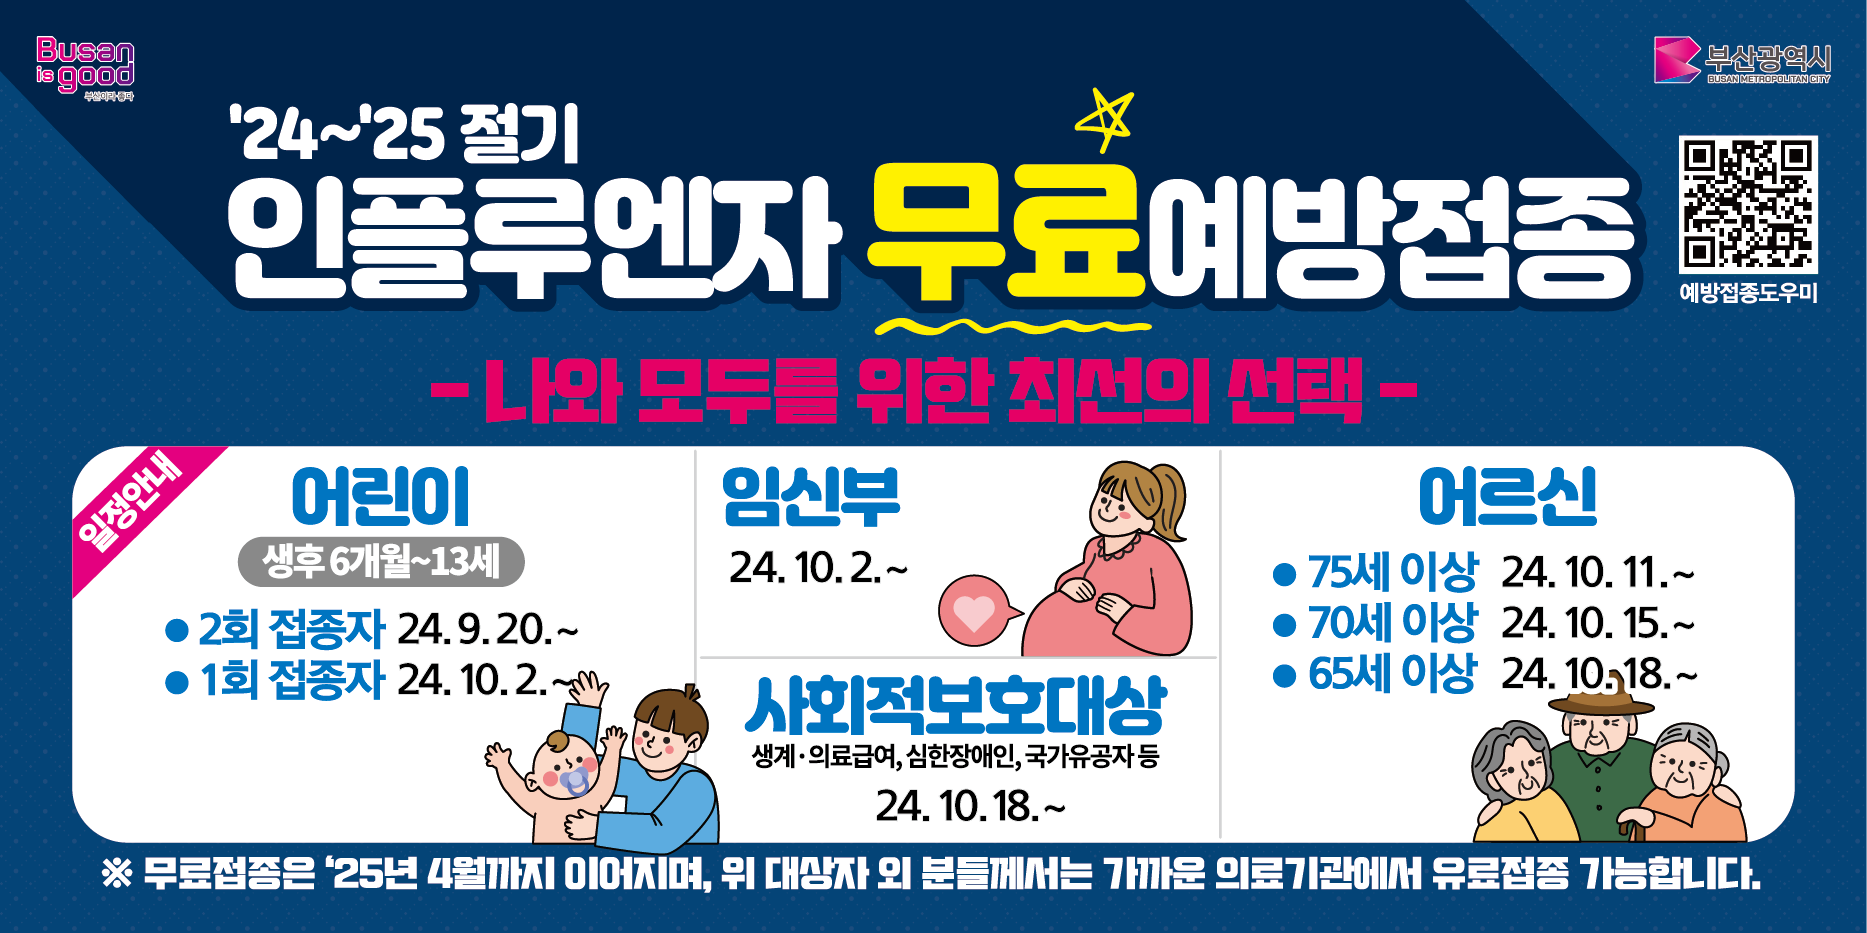 Busan
is good
부산이라 좋다
부산광역시
BUSAN METROPOLITAN CITY
'24~'25 절기
인플루엔자 무료예방접종
예방접종도우미
- 나와 모두를 위한 최선의 선택 -
일정안내
어린이
생후 6개월~13세
● 2회 접종자 24. 9. 20. ~
● 1회 접종자 24. 10. 2. ~
임신부
24. 10. 2. ~
사회적보호대상
생계·의료급여, 심한장애인, 국가유공자 등
24. 10. 18. ~
어르신
● 75세 이상 24. 10. 11. ~
● 70세 이상 24. 10. 15. ~
● 65세 이상 24. 10. 18. ~
※ 무료접종은 ‘25년 4월까지 이어지며, 위 대상자 외 분들께서는 가까운 의료기관에서 유료접종 가능합니다.